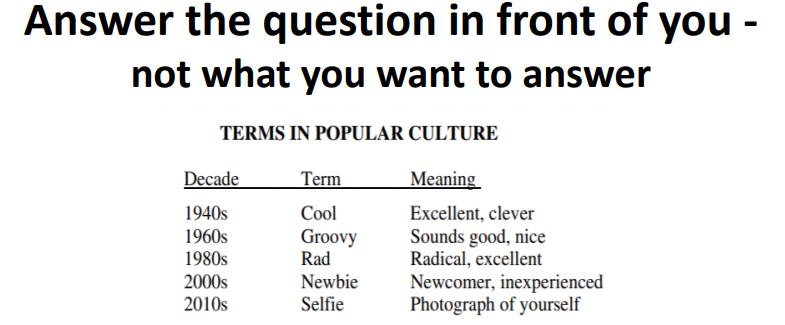 Answer the question in front of you -
not what you want to answer
TERMS IN POPULAR CULTURE
Decade Term Meaning
1940s Cool Excellent, clever
1960s Groovy Sounds good, nice
1980s Rad Radical, excellent
2000s Newbie Newcomer, inexperienced
2010s Selfie Photograph of yourself